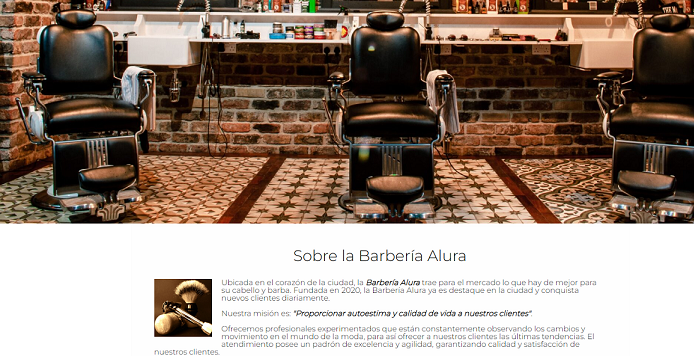 Sobre la Barbería Alura
Ubicada en el corazón de la ciudad, la Barbería Alura trae para el mercado lo que hay de mejor para
su cabello y barba. Fundada en 2020, la Barbería Alura ya es destaque en la ciudad y conquista
nuevos clientes diariamente.
Nuestra misión es: "Proporcionar autoestima y calidad de vida a nuestros clientes".
Ofrecemos profesionales experimentados que están constantemente observando los cambios y
movimiento en el mundo de la moda, para así ofrecer a nuestros clientes las últimas tendencias. El
atendimiento posee un padrón de excelencia y agilidad, garantizando calidad y satisfacción de
nuestros clientes.